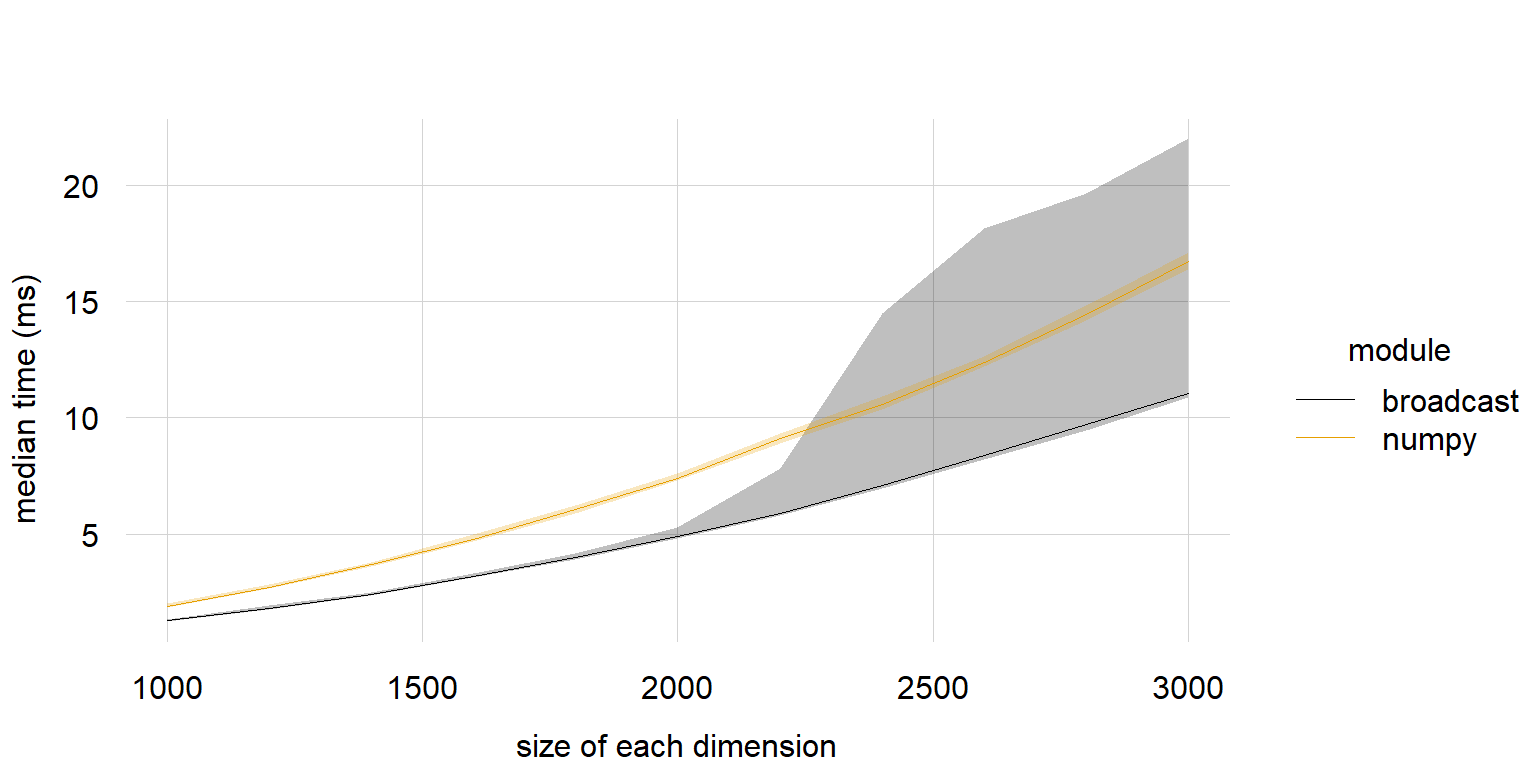 20
15
10
5
median time (ms)
1000 1500 2000 2500 3000
size of each dimension
module
broadcast
numpy